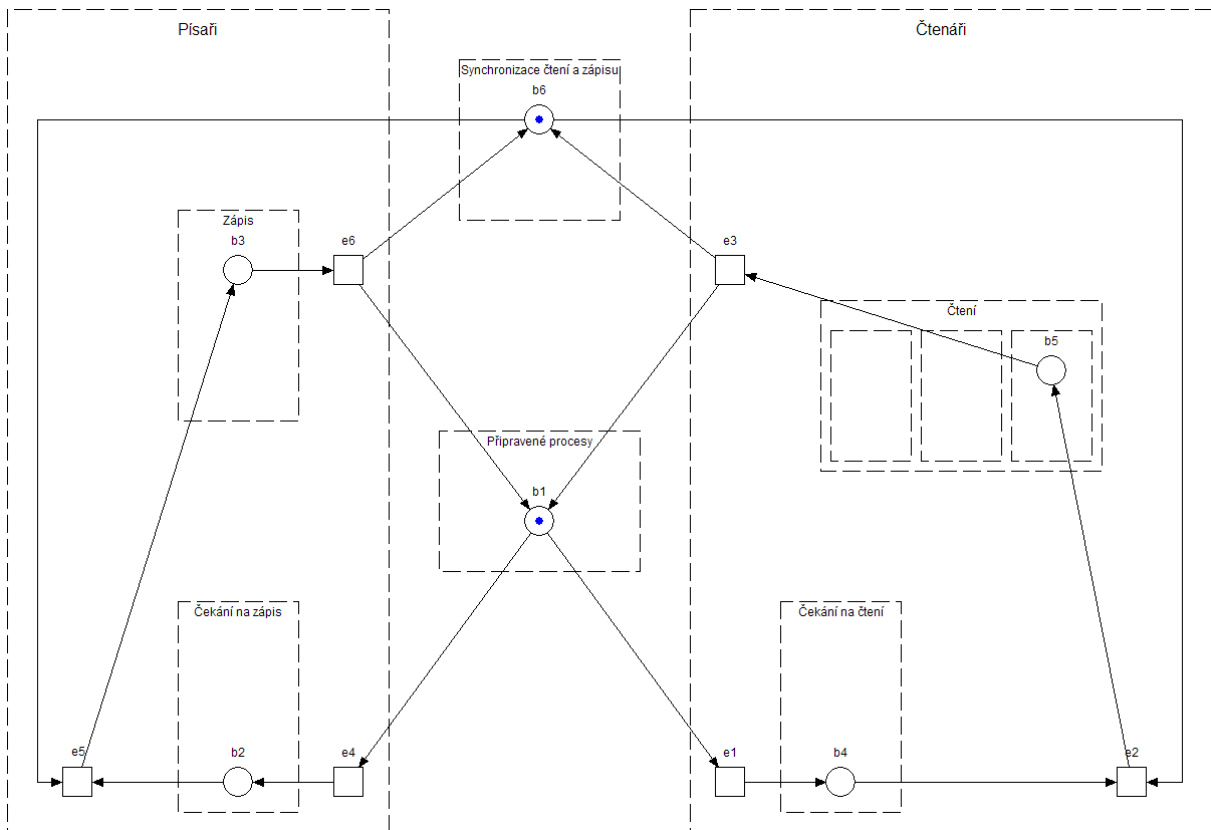 Písaři
Čtenáři
Synchronizace čtení a zápisu
b6
Zápis
b3
e6
e3
Čtení
b5
Připravené procesy
b1
Čekání na zápis
Čekání na čtení
e5
b2
e4
e1
b4
e2